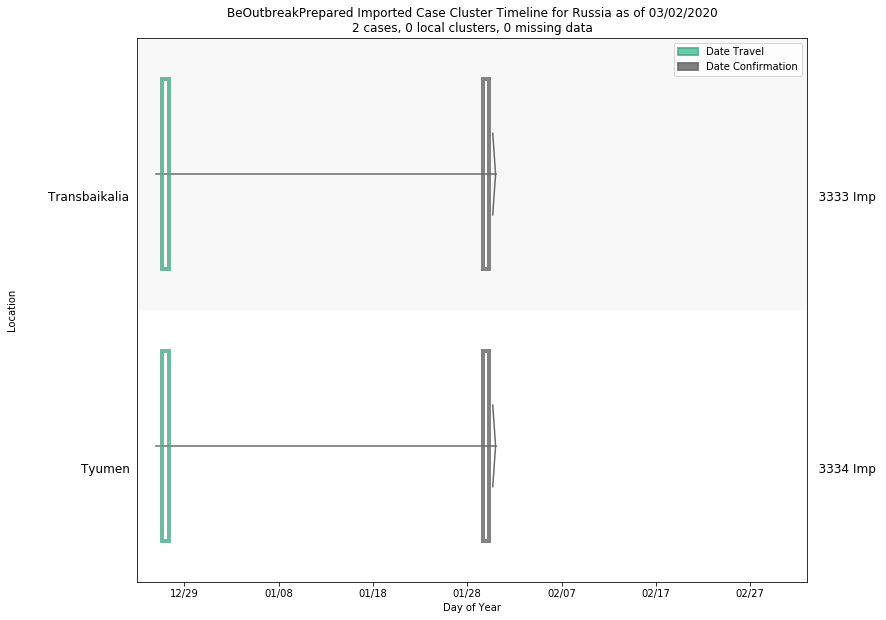 BeOutbreakPrepared Imported Case Cluster Timeline for Russia as of 03/02/2020
2 cases, 0 local clusters, 0 missing data
Date Travel
Date Confirmation
Transbaikalia
3333 Imp
Location
Tyumen
3334 Imp
12/29 01/08 01/18 01/28 02/07 02/17 02/27
Day of Year